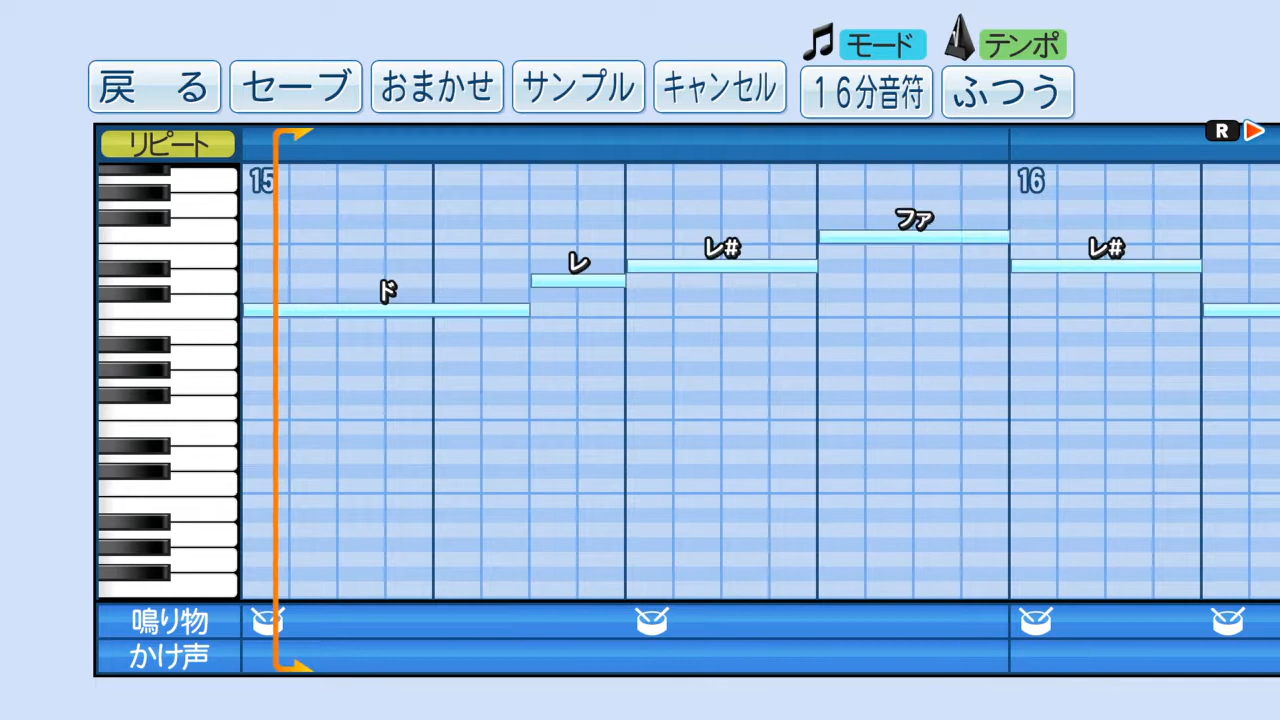 モード テンポ
戻る セーブ おまかせ サンプル キャンセル 16分音符 ふつう
リピート R
15 16
ファ
レ# レ#
レ
ド
鳴り物
かけ声